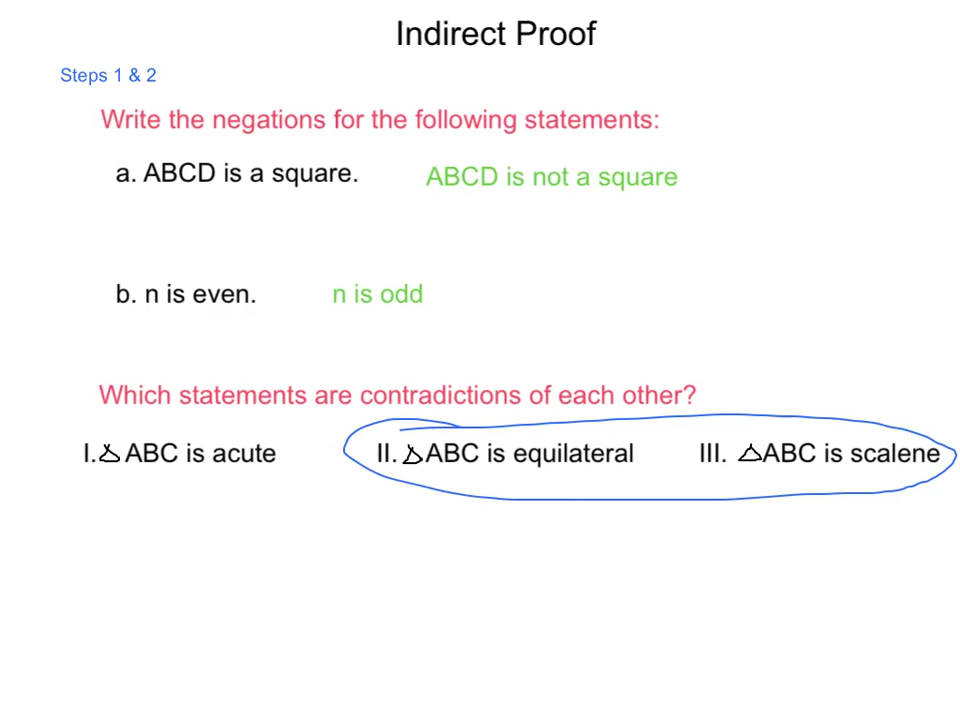 Indirect Proof
Steps 1 & 2
Write the negations for the following statements:
a. ABCD is a square. ABCD is not a square
b. n is even. n is odd
Which statements are contradictions of each other?
I. △ ABC is acute II. △ABC is equilateral III. △ABC is scalene